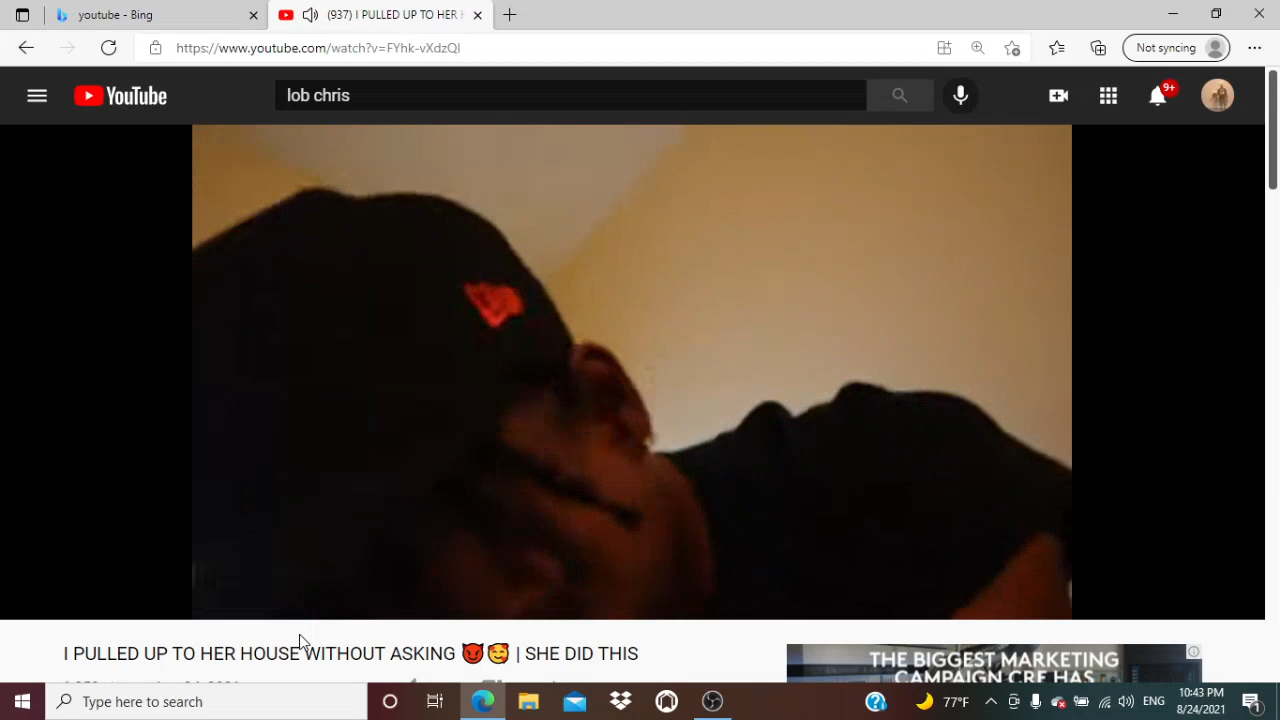 youtube - Bing
(937) I PULLED UP TO HER
https://www.youtube.com/watch?v=FYhk-vXdzQI
Not syncing
YouTube
lob chris
9+
I PULLED UP TO HER HOUSE WITHOUT ASKING 😈🥰 | SHE DID THIS
THE BIGGEST MARKETING
CAMPAIGN CRE HAS
Type here to search
77°F
ENG
10:43 PM
8/24/2021
1